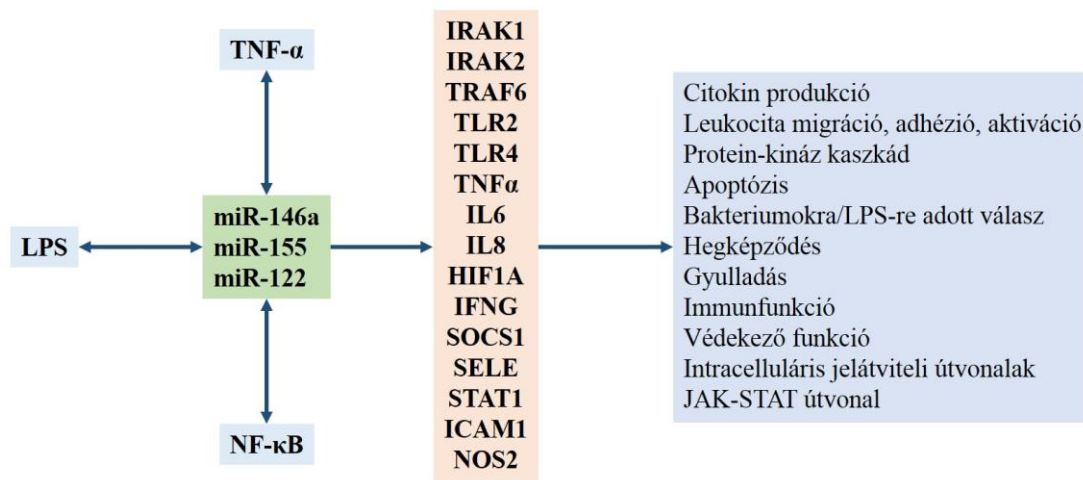 TNF-α
LPS
miR-146a
miR-155
miR-122
NF-κB
IRAK1
IRAK2
TRAF6
TLR2
TLR4
TNFα
IL6
IL8
HIF1A
IFNG
SOCS1
SELE
STAT1
ICAM1
NOS2
Citokin produkció
Leukocita migráció, adhézió, aktiváció
Protein-kináz kaszkád
Apoptózis
Bakteriumokra/LPS-re adott válasz
Hegképződés
Gyulladás
Immunfunkció
Védekező funkció
Intracelluláris jelátviteli útvonalak
JAK-STAT útvonal